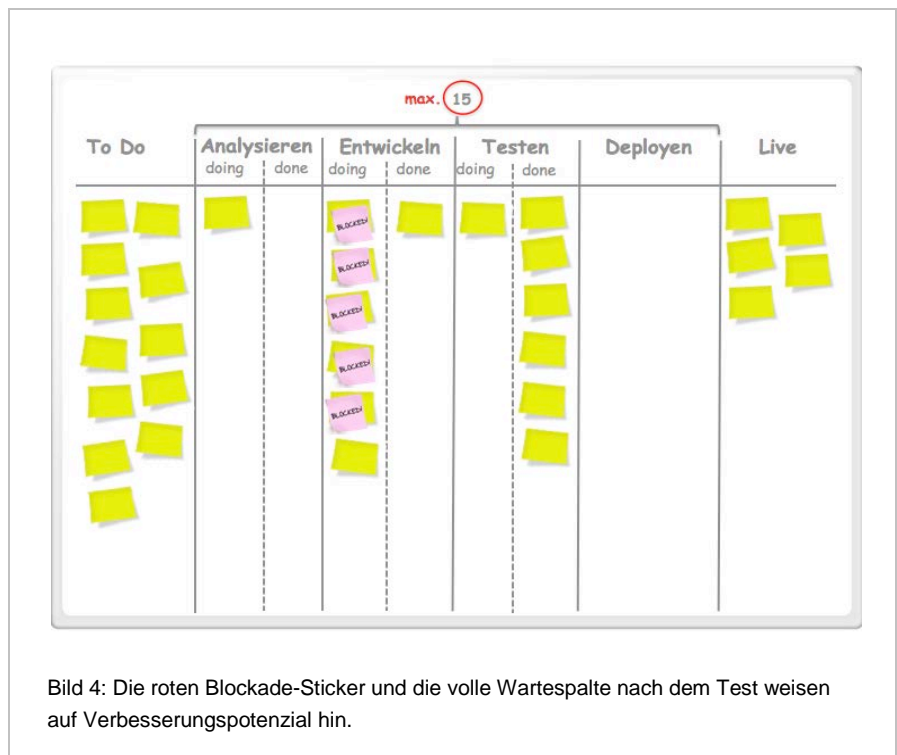 max. 15
To Do Analysieren Entwickeln Testen Deployen Live
doing done doing done doing done
BLOCKED!
BLOCKED!
BLOCKED!
BLOCKED!
BLOCKED!
Bild 4: Die roten Blockade-Sticker und die volle Wartespalte nach dem Test weisen
auf Verbesserungspotenzial hin.